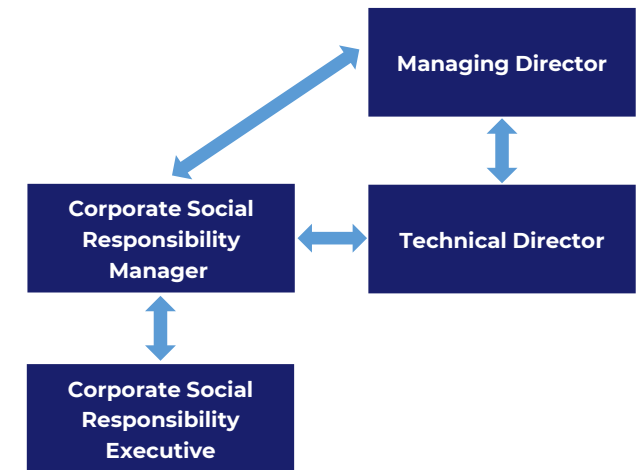 Managing Director
Corporate Social
Responsibility
Manager
Technical Director
Corporate Social
Responsibility
Executive